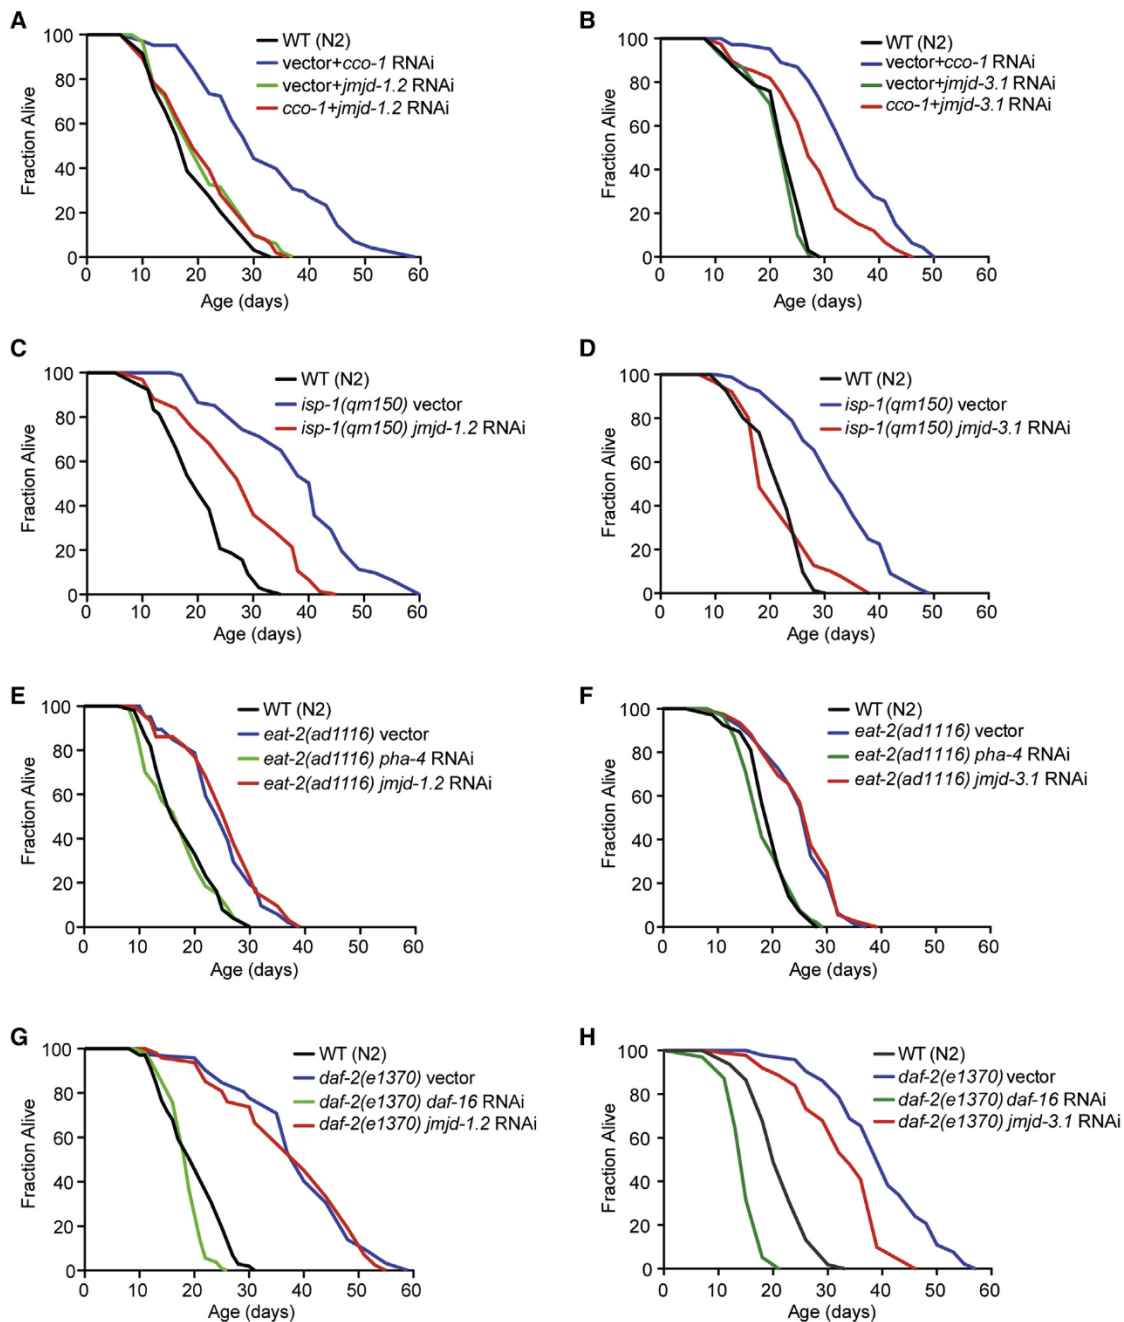 A
100
80
60
40
20
0
Fraction Alive
0 10 20 30 40 50 60
Age (days)
WT (N2)
vector+cco-1 RNAi
vector+jmjd-1.2 RNAi
cco-1+jmjd-1.2 RNAi
B
100
80
60
40
20
0
Fraction Alive
0 10 20 30 40 50 60
Age (days)
WT (N2)
vector+cco-1 RNAi
vector+jmjd-3.1 RNAi
cco-1+jmjd-3.1 RNAi
C
100
80
60
40
20
0
Fraction Alive
0 10 20 30 40 50 60
Age (days)
WT (N2)
isp-1(qm150) vector
isp-1(qm150) jmjd-1.2 RNAi
D
100
80
60
40
20
0
Fraction Alive
0 10 20 30 40 50 60
Age (days)
WT (N2)
isp-1(qm150) vector
isp-1(qm150) jmjd-3.1 RNAi
E
100
80
60
40
20
0
Fraction Alive
0 10 20 30 40 50 60
Age (days)
WT (N2)
eat-2(ad1116) vector
eat-2(ad1116) pha-4 RNAi
eat-2(ad1116) jmjd-1.2 RNAi
F
100
80
60
40
20
0
Fraction Alive
0 10 20 30 40 50 60
Age (days)
WT (N2)
eat-2(ad1116) vector
eat-2(ad1116) pha-4 RNAi
eat-2(ad1116) jmjd-3.1 RNAi
G
100
80
60
40
20
0
Fraction Alive
0 10 20 30 40 50 60
Age (days)
WT (N2)
daf-2(e1370) vector
daf-2(e1370) daf-16 RNAi
daf-2(e1370) jmjd-1.2 RNAi
H
100
80
60
40
20
0
Fraction Alive
0 10 20 30 40 50 60
Age (days)
WT (N2)
daf-2(e1370) vector
daf-2(e1370) daf-16 RNAi
daf-2(e1370) jmjd-3.1 RNAi